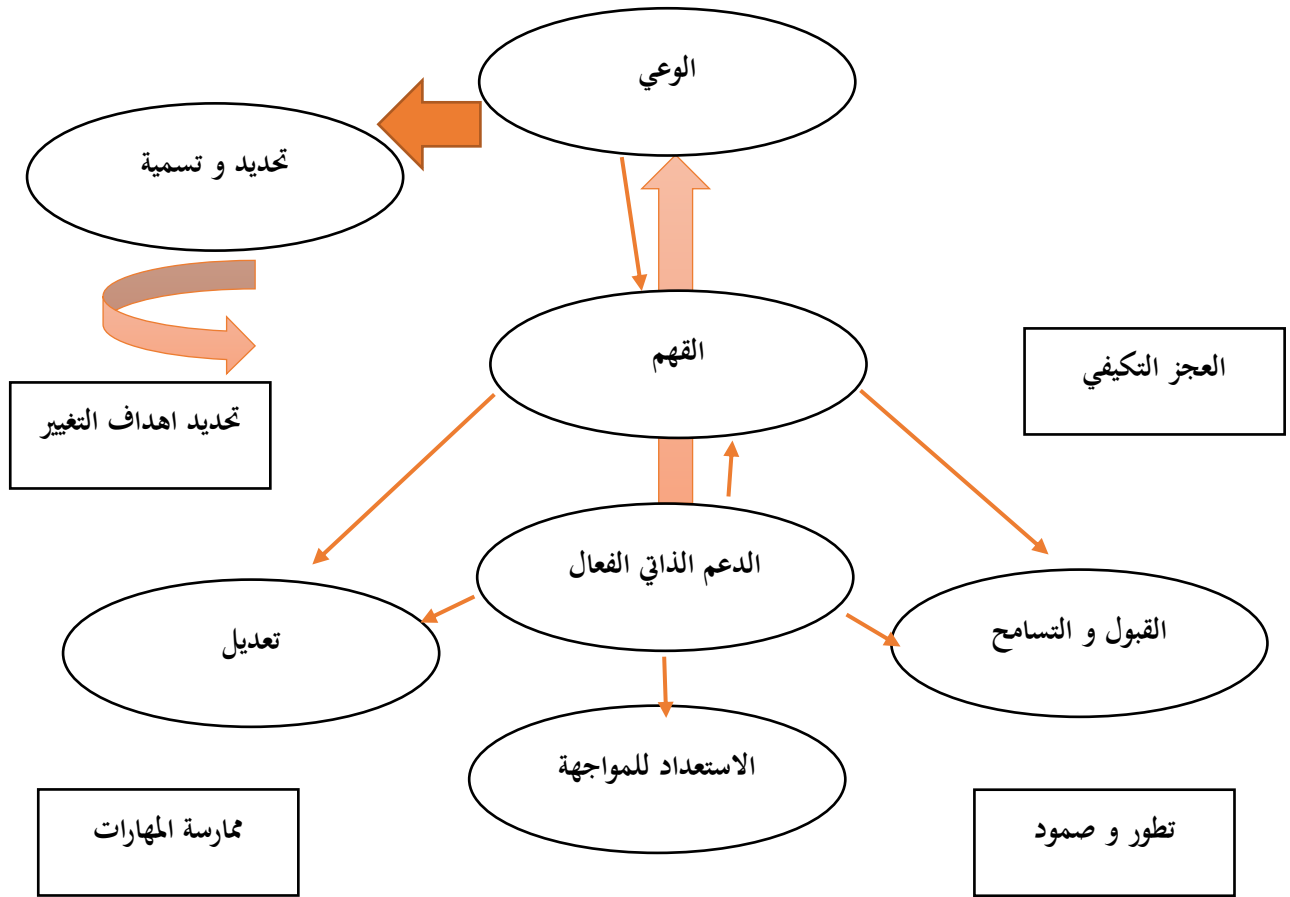 الوعي
تحديد و تسمية
القهم
العجز التكيفي
تحديد اهداف التغيير
الدعم الذاتي الفعال
القبول و التسامح
تعديل
الاستعداد للمواجهة
تطور و صمود
ممارسة المهارات